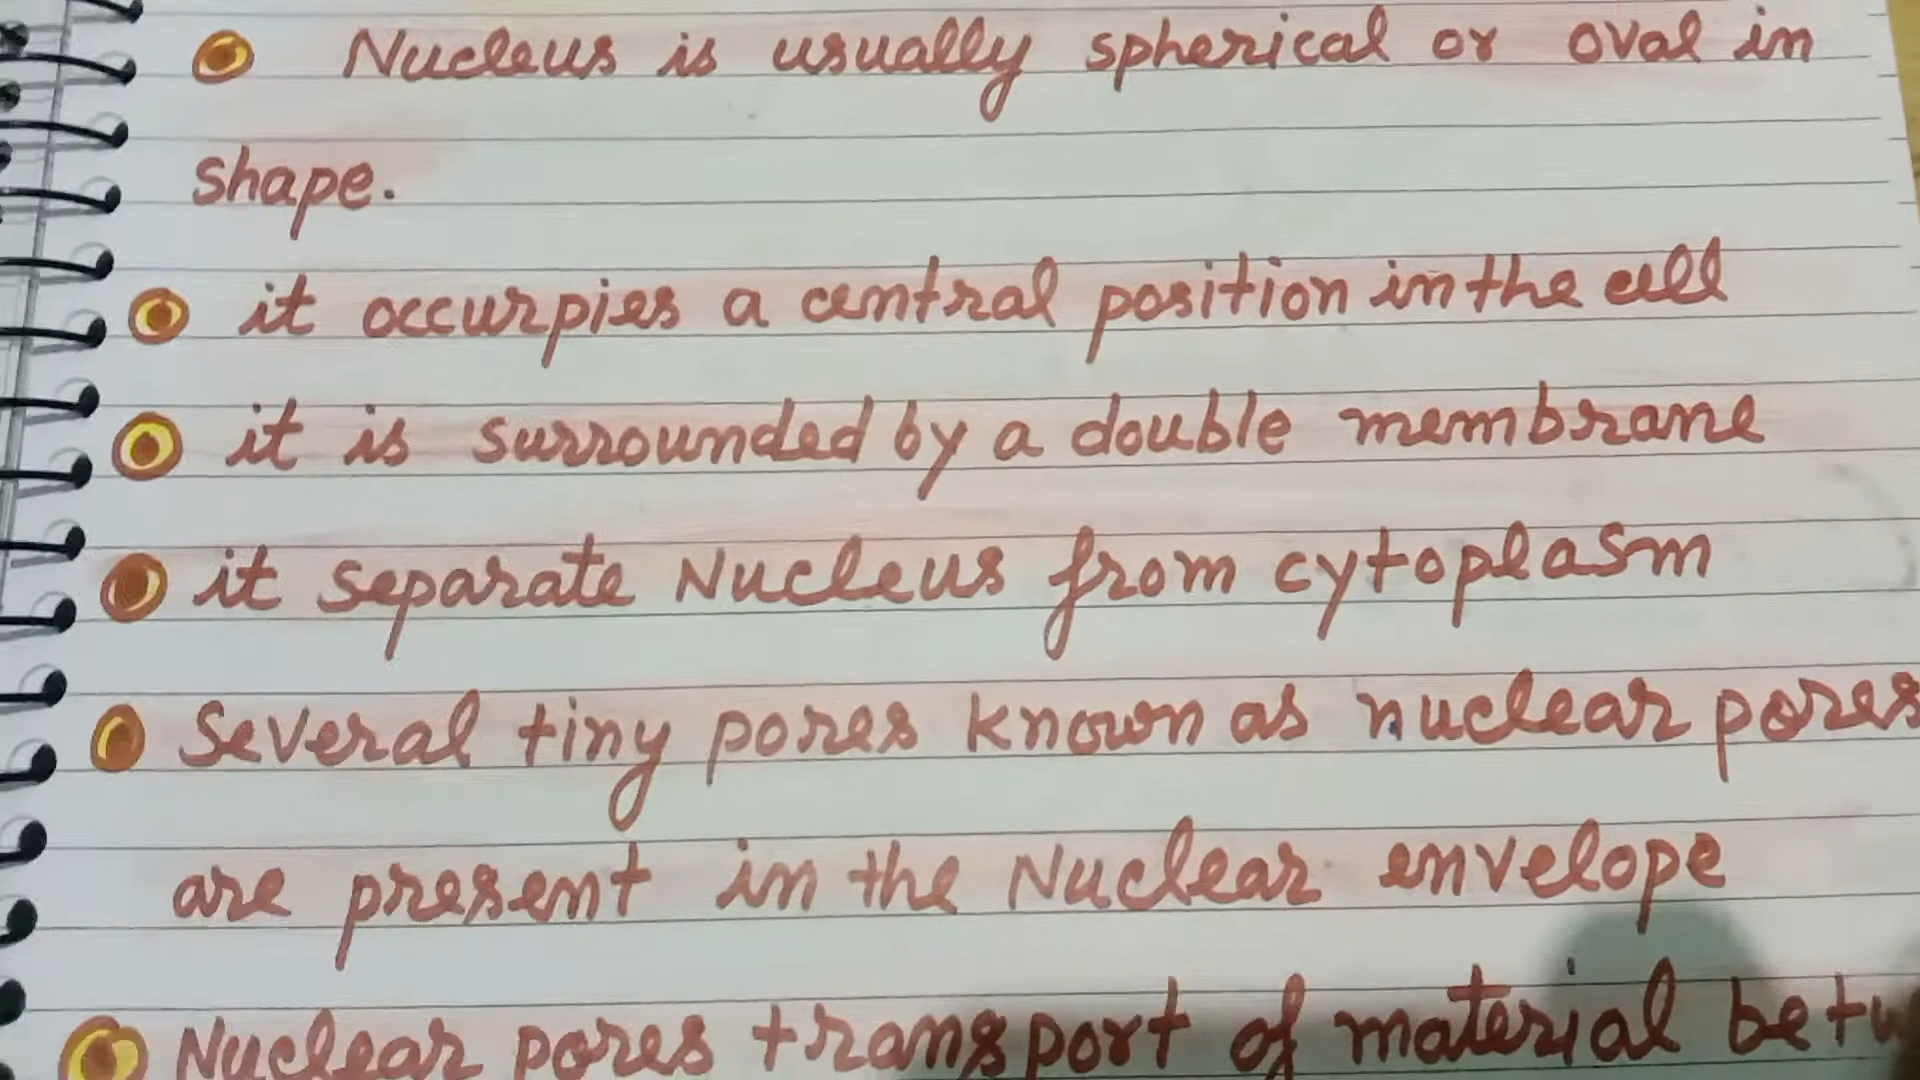 Nucleus is usually spherical or oval in
shape.
it occurpies a central position in the cell
it is surrounded by a double membrane
it separate Nucleus from cytoplasm
Several tiny pores known as nuclear pores
are present in the Nuclear envelope
Nuclear pores transport of material betw